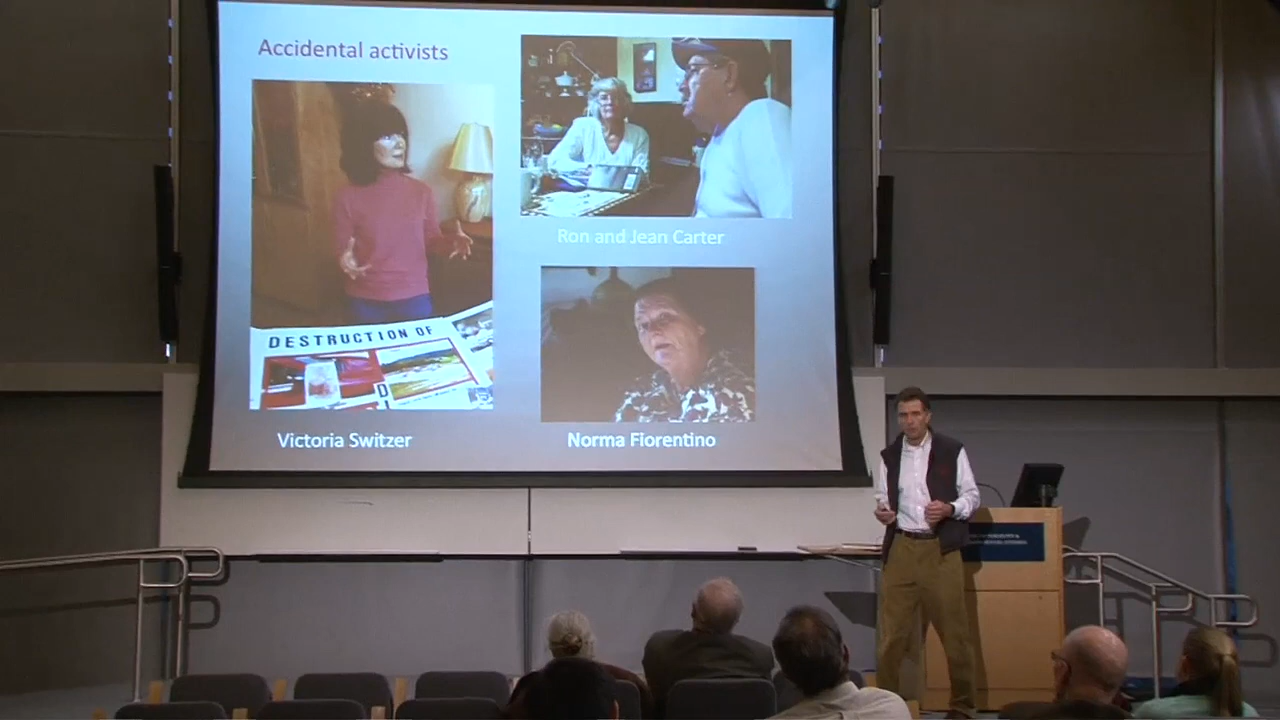 Accidental activists
Ron and Jean Carter
DESTRUCTION OF
Victoria Switzer
Norma Fiorentino